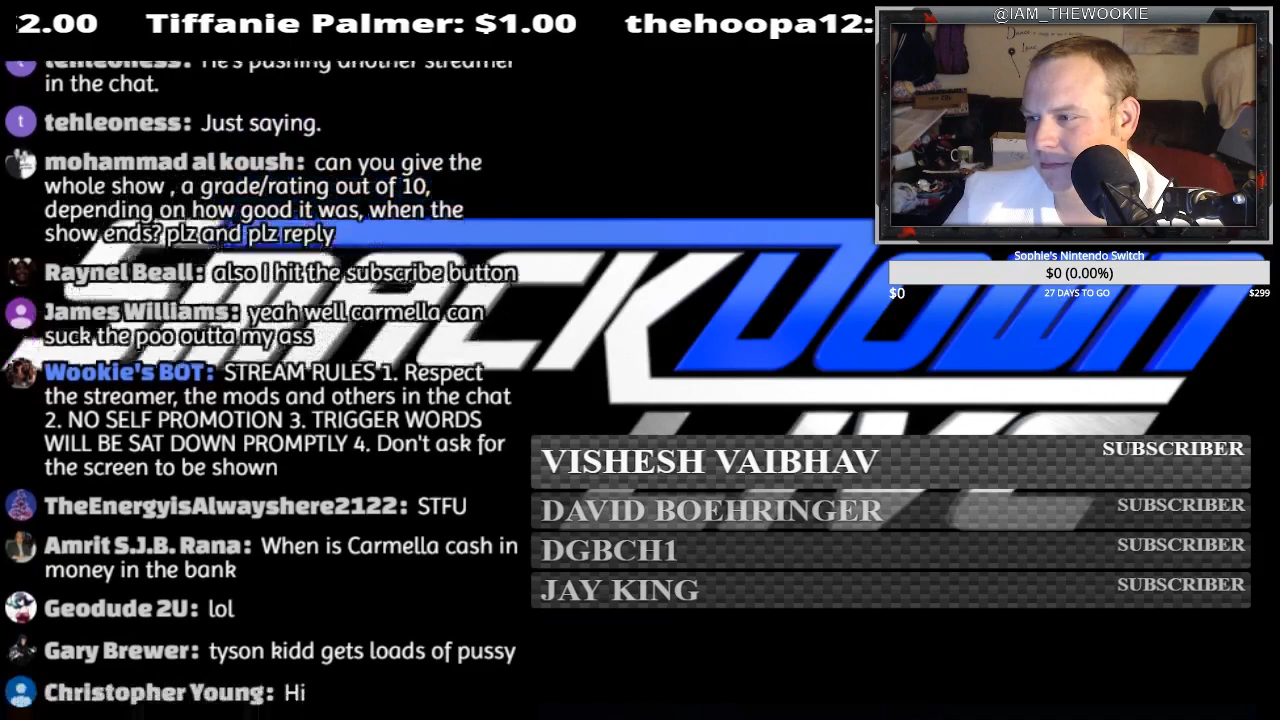 2.00 Tiffanie Palmer: $1.00 thehoopa12:
@IAM_THEWOOKIE
tehleoness: He's pushing another streamer
in the chat.
tehleoness: Just saying.
mohammad al koush: can you give the
whole show , a grade/rating out of 10,
depending on how good it was, when the
show ends? plz and plz reply
Raynel Beall: also I hit the subscribe button
James Williams: yeah well carmella can
suck the poo outta my ass
Wookie's BOT: STREAM RULES 1. Respect
the streamer, the mods and others in the chat
2. NO SELF PROMOTION 3. TRIGGER WORDS
WILL BE SAT DOWN PROMPTLY 4. Don't ask for
the screen to be shown
TheEnergyisAlwayshere2122: STFU
Amrit S.J.B. Rana: When is Carmella cash in
money in the bank
Geodude 2U: lol
Gary Brewer: tyson kidd gets loads of pussy
Christopher Young: Hi
Sophie's Nintendo Switch
$0 (0.00%)
$0 27 DAYS TO GO $299
SMACKDOWN
LIVE
VISHESH VAIBHAV SUBSCRIBER
DAVID BOEHRINGER SUBSCRIBER
DGBCH1 SUBSCRIBER
JAY KING SUBSCRIBER